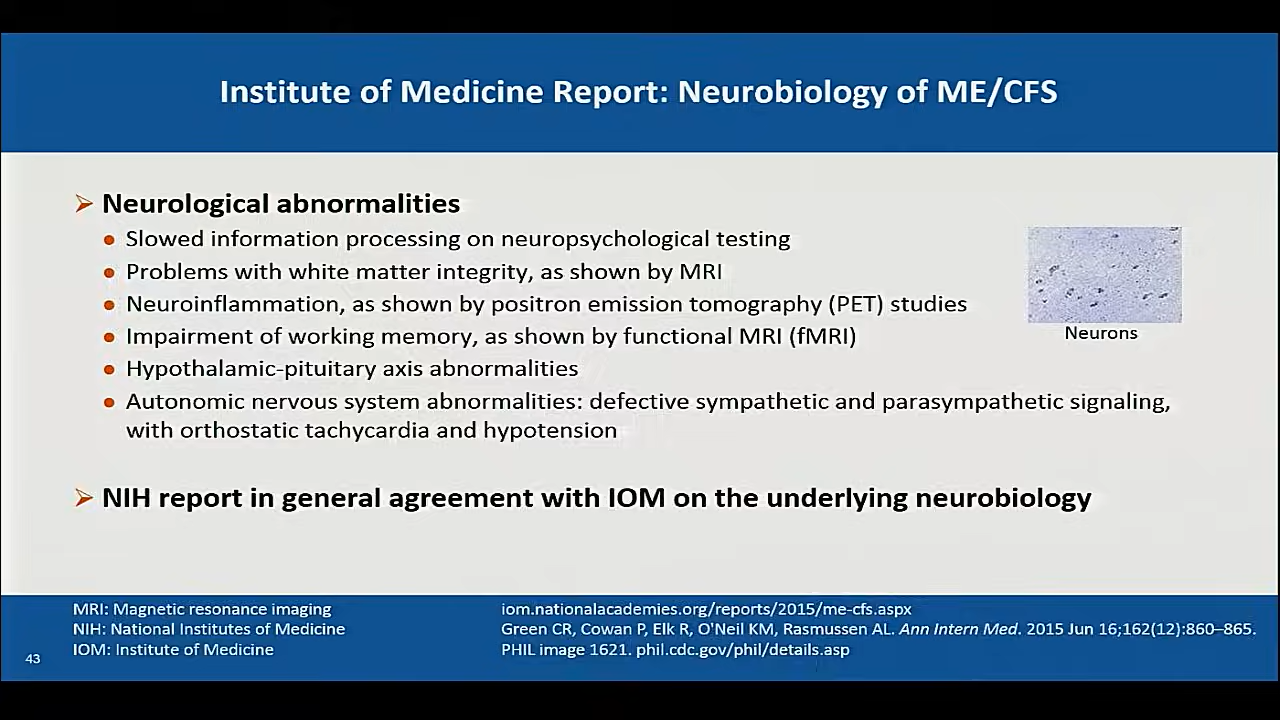 Institute of Medicine Report: Neurobiology of ME/CFS
➢ Neurological abnormalities
• Slowed information processing on neuropsychological testing
• Problems with white matter integrity, as shown by MRI
• Neuroinflammation, as shown by positron emission tomography (PET) studies
• Impairment of working memory, as shown by functional MRI (fMRI)
• Hypothalamic-pituitary axis abnormalities
• Autonomic nervous system abnormalities: defective sympathetic and parasympathetic signaling,
with orthostatic tachycardia and hypotension
Neurons
➢ NIH report in general agreement with IOM on the underlying neurobiology
MRI: Magnetic resonance imaging
NIH: National Institutes of Medicine
IOM: Institute of Medicine
iom.nationalacademies.org/reports/2015/me-cfs.aspx
Green CR, Cowan P, Elk R, O'Neil KM, Rasmussen AL. Ann Intern Med. 2015 Jun 16;162(12):860–865.
PHIL image 1621. phil.cdc.gov/phil/details.asp
43